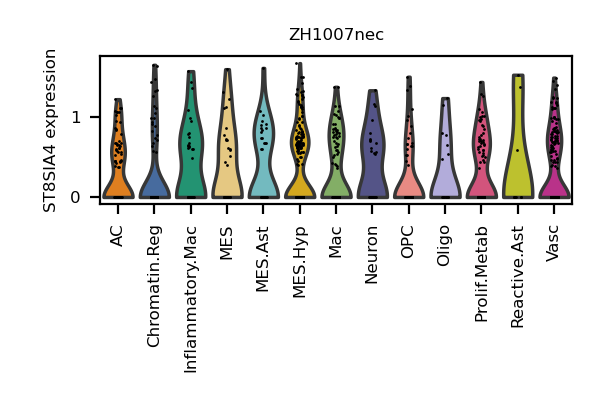 ZH1007nec
ST8SIA4 expression
1
0
AC
Chromatin.Reg
Inflammatory.Mac
MES
MES.Ast
MES.Hyp
Mac
Neuron
OPC
Oligo
Prolif.Metab
Reactive.Ast
Vasc